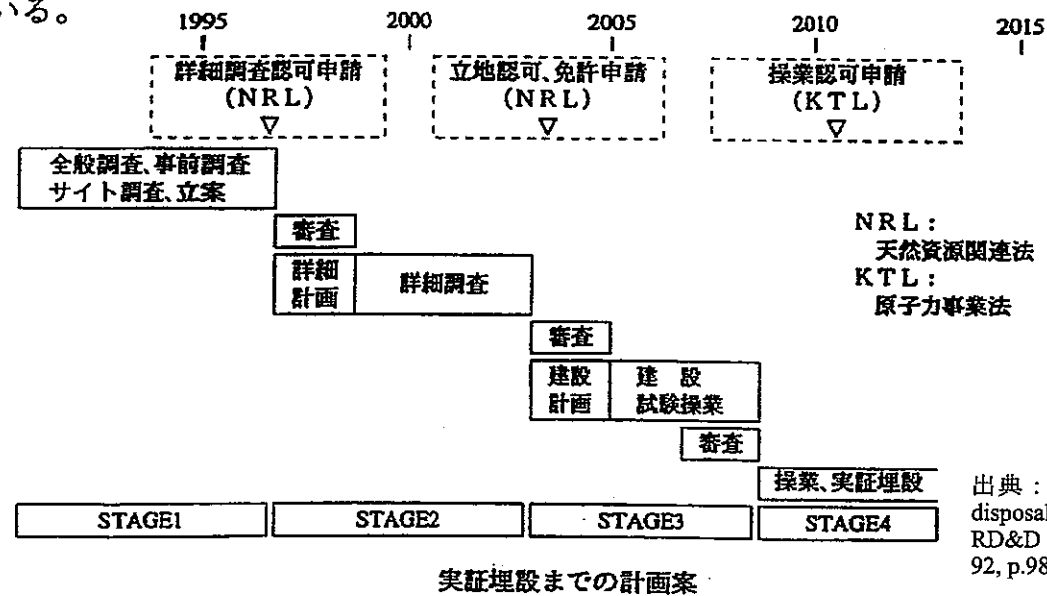 いる。
1995 2000 2005 2010 2015
詳細調査認可申請
(NRL)
▽
立地認可、免許申請
(NRL)
▽
操業認可申請
(KTL)
▽
全般調査、事前調査
サイト調査、立案
審査
詳細
計画
詳細調査
NRL:
天然資源関連法
KTL:
原子力事業法
審査
建設
計画
建 設
試験操業
審査
操業、実証埋設
STAGE1 STAGE2 STAGE3 STAGE4
出典:
disposal
RD&D
92, p.98
実証埋設までの計画案